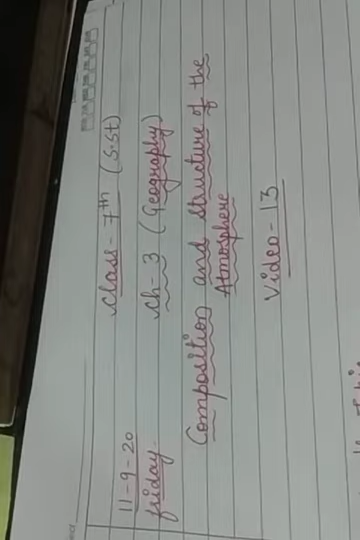 Class- 7th (S.St)
11-9-20
Friday
Ch-3 (Geography)
Composition and Structure of the
Atmosphere
Video-13